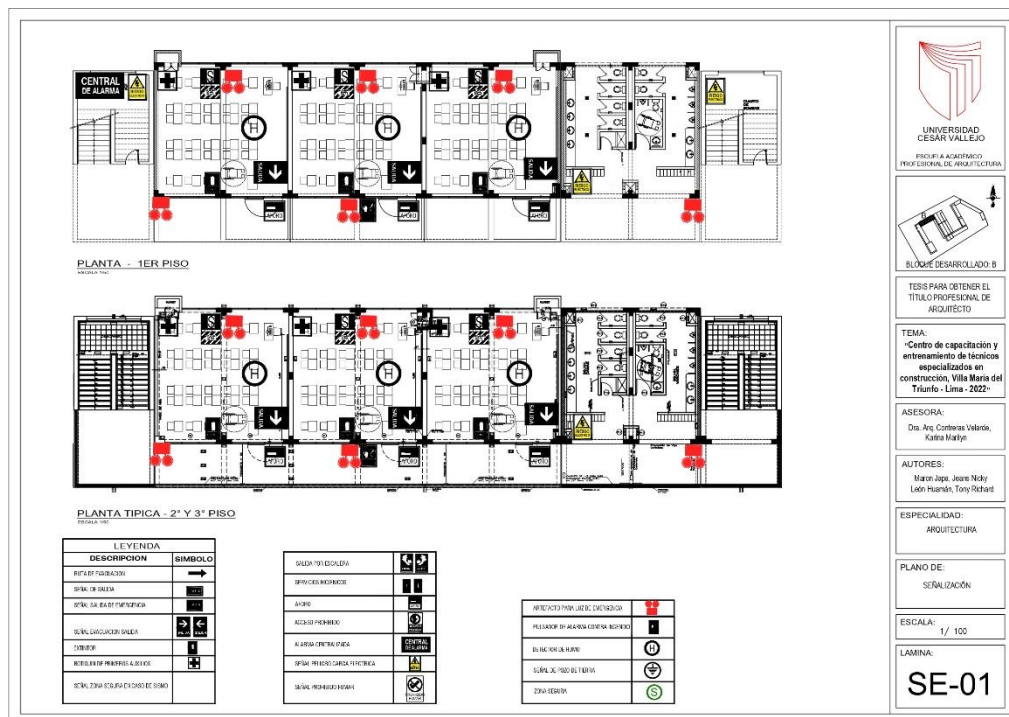 CENTRAL
DE ALARMA
SALIDA
SALIDA
SALIDA
AFORO
AFORO
AFORO
PLANTA - 1ER PISO
SALIDA
SALIDA
SALIDA
AFORO
AFORO
AFORO
PLANTA TIPICA - 2° Y 3° PISO
LEYENDA
DESCRIPCION SIMBOLO
RUTA DE EVACUACION
SEÑAL DE SALIDA
SEÑAL SALIDA DE EMERGENCIA
SEÑAL EVACUACION SALIDA
EXTINTOR
BOTIQUIN DE PRIMEROS AUXILIOS
SEÑAL ZONA SEGURA EN CASO DE SISMO
SALIDA POR ESCALERA
SERVICIOS HIGIENICOS
AFORO
ACCESO PROHIBIDO
ALARMA CENTRALIZADA CENTRAL DE ALARMA
SEÑAL PELIGRO CARGA ELECTRICA
SEÑAL PROHIBIDO FUMAR
ARTEFACTO PARA LUZ DE EMERGENCIA
PULSADOR DE ALARMA CONTRA INCENDIO
DETECTOR DE HUMO H
SEÑAL DE POZO DE TIERRA
ZONA SEGURA S
UNIVERSIDAD
CESAR VALLEJO
ESCUELA ACADÉMICO
PROFESIONAL DE ARQUITECTURA
BLOQUE DESARROLLADO: B
TESIS PARA OBTENER EL
TÍTULO PROFESIONAL DE
ARQUITÉCTO
TEMA:
"Centro de capacitación y
entrenamiento de técnicos
especializados en
construcción, Villa María del
Triunfo - Lima - 2022"
ASESORA:
Dra. Arq. Contreras Velarde,
Karina Marilyn
AUTORES:
Maron Japa, Jeans Nicky
León Huamán, Tony Richard
ESPECIALIDAD:
ARQUITECTURA
PLANO DE:
SEÑALIZACIÓN
ESCALA:
1/ 100
LAMINA:
SE-01